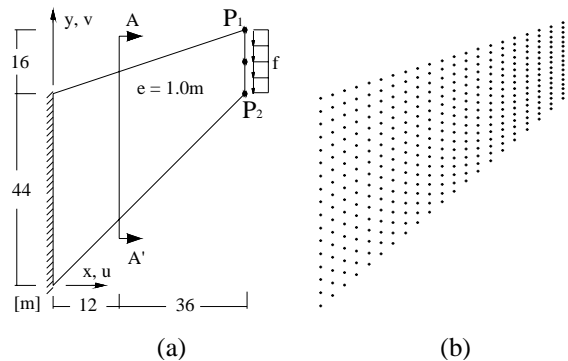 y, v
A
P1
16
f
e = 1.0m
P2
44
A'
x, u
[m]
12
36
(a)
(b)